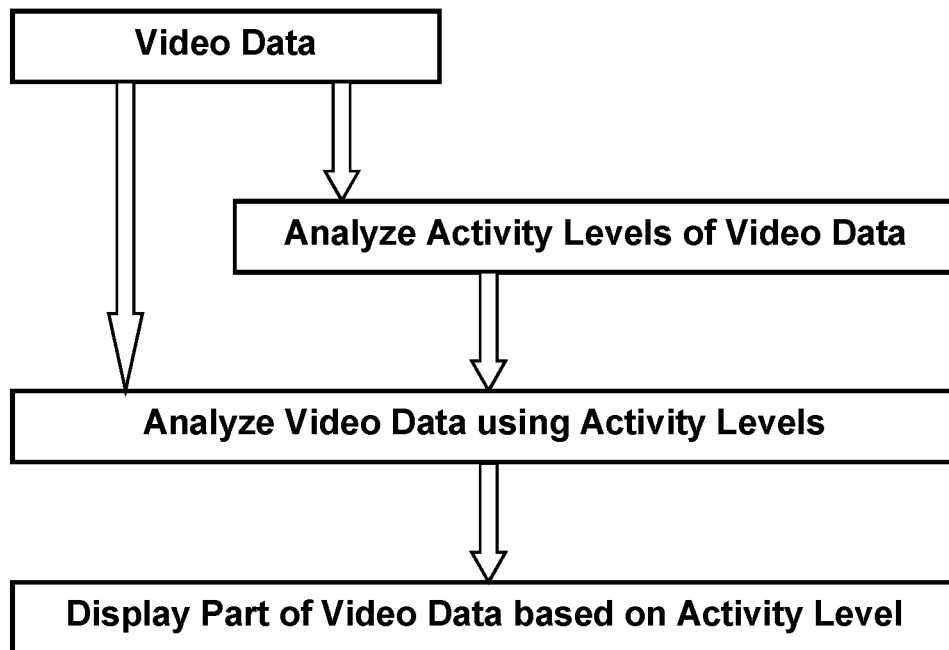 Video Data
Analyze Activity Levels of Video Data
Analyze Video Data using Activity Levels
Display Part of Video Data based on Activity Level